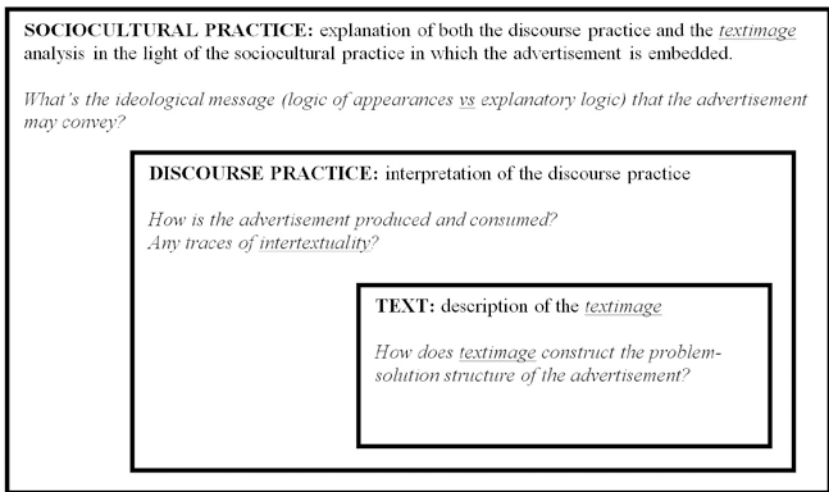 SOCIOCULTURAL PRACTICE: explanation of both the discourse practice and the textimage
analysis in the light of the sociocultural practice in which the advertisement is embedded.
What's the ideological message (logic of appearances vs explanatory logic) that the advertisement
may convey?
DISCOURSE PRACTICE: interpretation of the discourse practice
How is the advertisement produced and consumed?
Any traces of intertextuality?
TEXT: description of the textimage
How does textimage construct the problem-
solution structure of the advertisement?